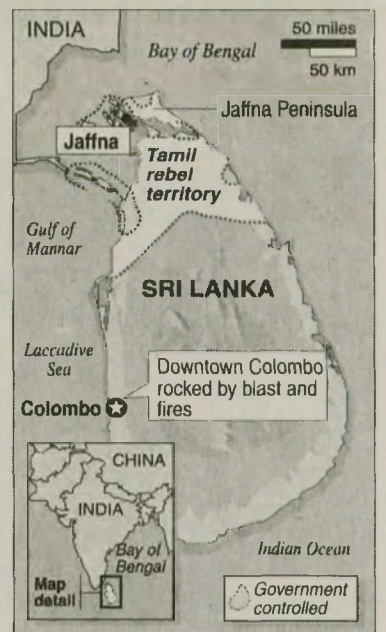 INDIA
50 miles
50 km
Bay of Bengal
Jaffna Peninsula
Jaffna
Tamil
rebel
territory
Gulf of
Mannar
SRI LANKA
Laccadive
Sea
Downtown Colombo
rocked by blast and
fires
Colombo
CHINA
INDIA
Bay of
Bengal
Map
detail
Indian Ocean
Government
controlled